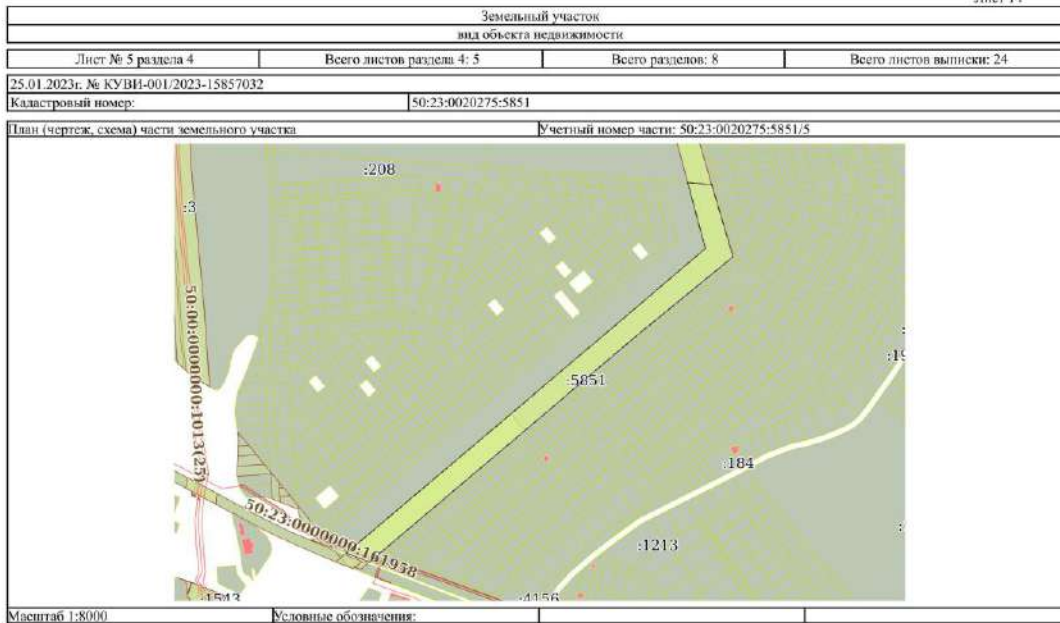 Лист 14
Земельный участок
вид объекта недвижимости
Лист № 5 раздела 4 Всего листов раздела 4: 5 Всего разделов: 8 Всего листов выписки: 24
25.01.2023г. № КУВИ-001/2023-15857032
Кадастровый номер: 50:23:0020275:5851
План (чертеж, схема) части земельного участка Учетный номер части: 50:23:0020275:5851/5
:208
:3
50:00:0000000:1013(25)
:19
:5851
:184
50:23:0000000:161958
:1213
:1543
:4156
Масштаб 1:8000 Условные обозначения: